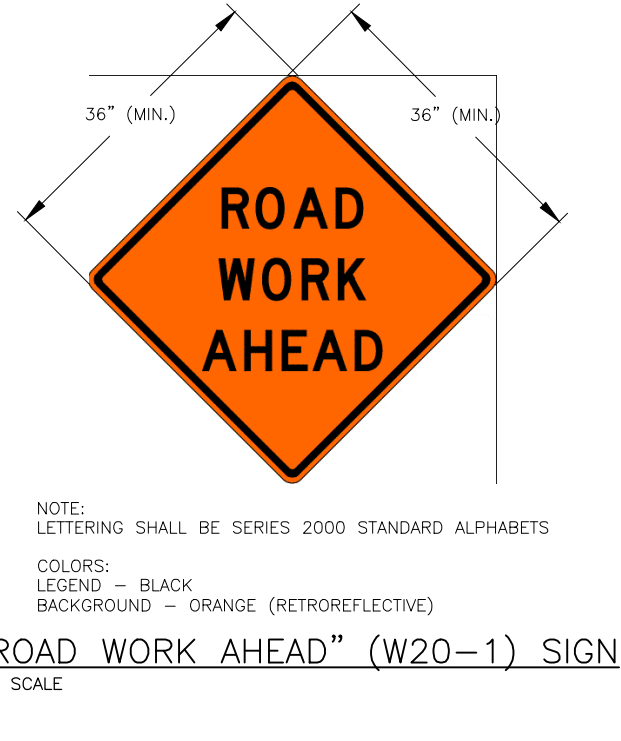 36” (MIN.) 36” (MIN.)
ROAD
WORK
AHEAD
NOTE:
LETTERING SHALL BE SERIES 2000 STANDARD ALPHABETS
COLORS:
LEGEND – BLACK
BACKGROUND – ORANGE (RETROREFLECTIVE)
ROAD WORK AHEAD” (W20–1) SIGN
SCALE